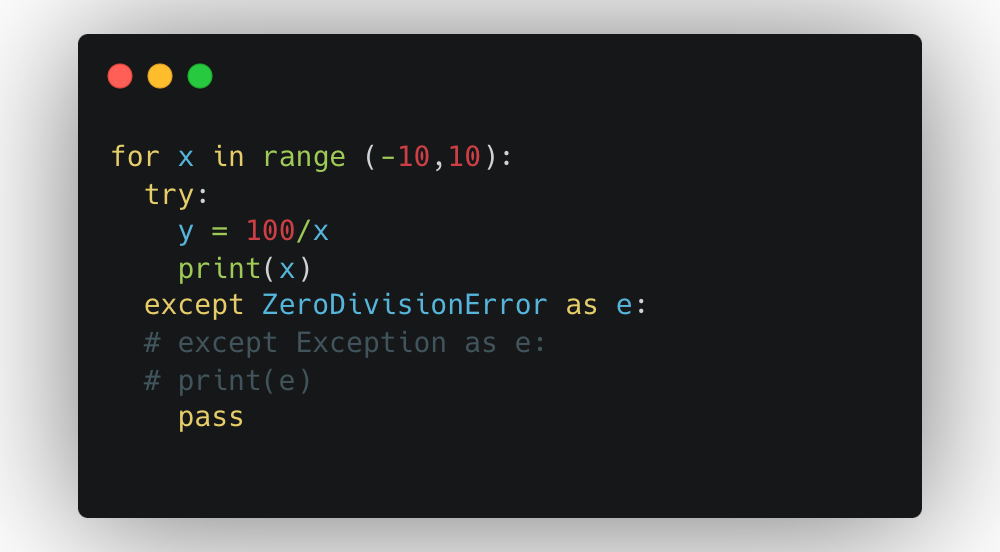 for x in range (-10,10):
  try:
    y = 100/x
    print(x)
  except ZeroDivisionError as e:
  # except Exception as e:
  # print(e)
    pass